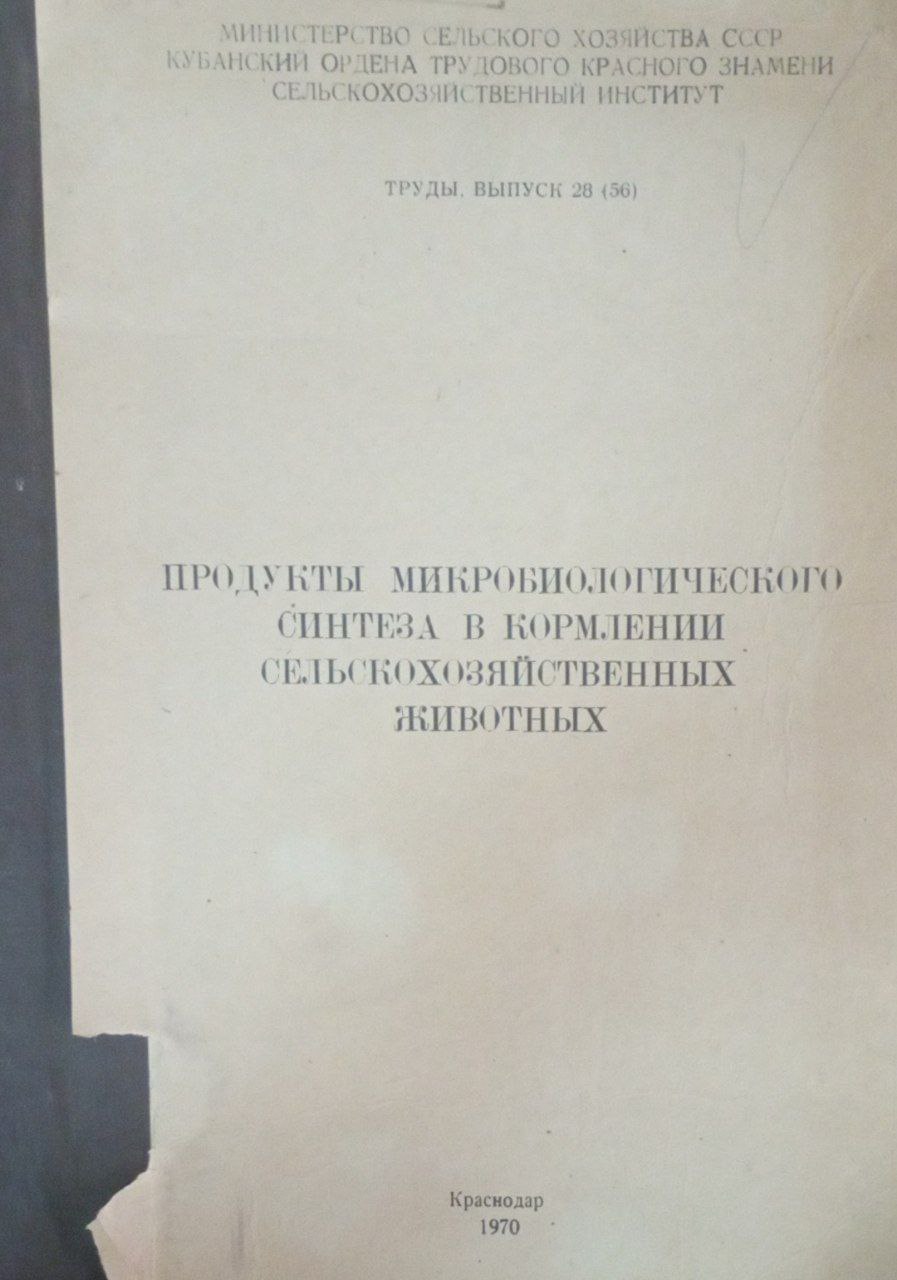 МИНИСТЕРСТВО СЕЛЬСКОГО ХОЗЯЙСТВА СССР
КУБАНСКИЙ ОРДЕНА ТРУДОВОГО КРАСНОГО ЗНАМЕНИ
СЕЛЬСКОХОЗЯЙСТВЕННЫЙ ИНСТИТУТ
ТРУДЫ, ВЫПУСК 28 (56)
ПРОДУКТЫ МИКРОБИОЛОГИЧЕСКОГО
СИНТЕЗА В КОРМЛЕНИИ
СЕЛЬСКОХОЗЯЙСТВЕННЫХ
ЖИВОТНЫХ
Краснодар
1970